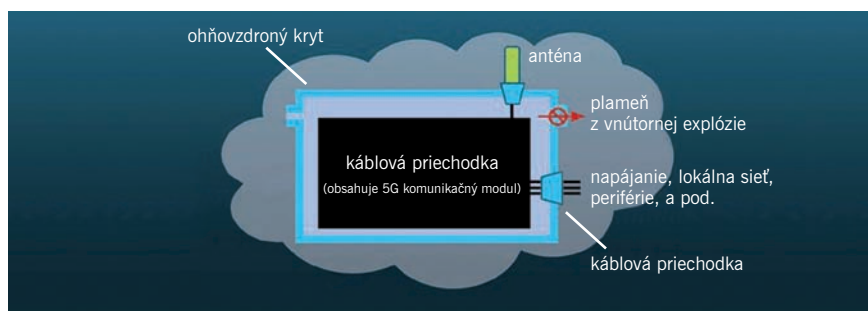 ohňovzdroný kryt
anténa
plameň
z vnútornej explózie
káblová priechodka
(obsahuje 5G komunikačný modul)
napájanie, lokálna sieť,
periférie, a pod.
káblová priechodka